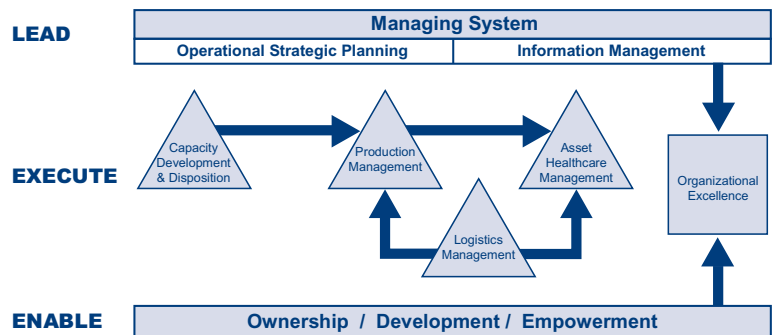 LEAD
Managing System
Operational Strategic Planning
Information Management
EXECUTE
Capacity
Development
& Disposition
Production
Management
Asset
Healthcare
Management
Logistics
Management
Organizational
Excellence
ENABLE
Ownership / Development / Empowerment